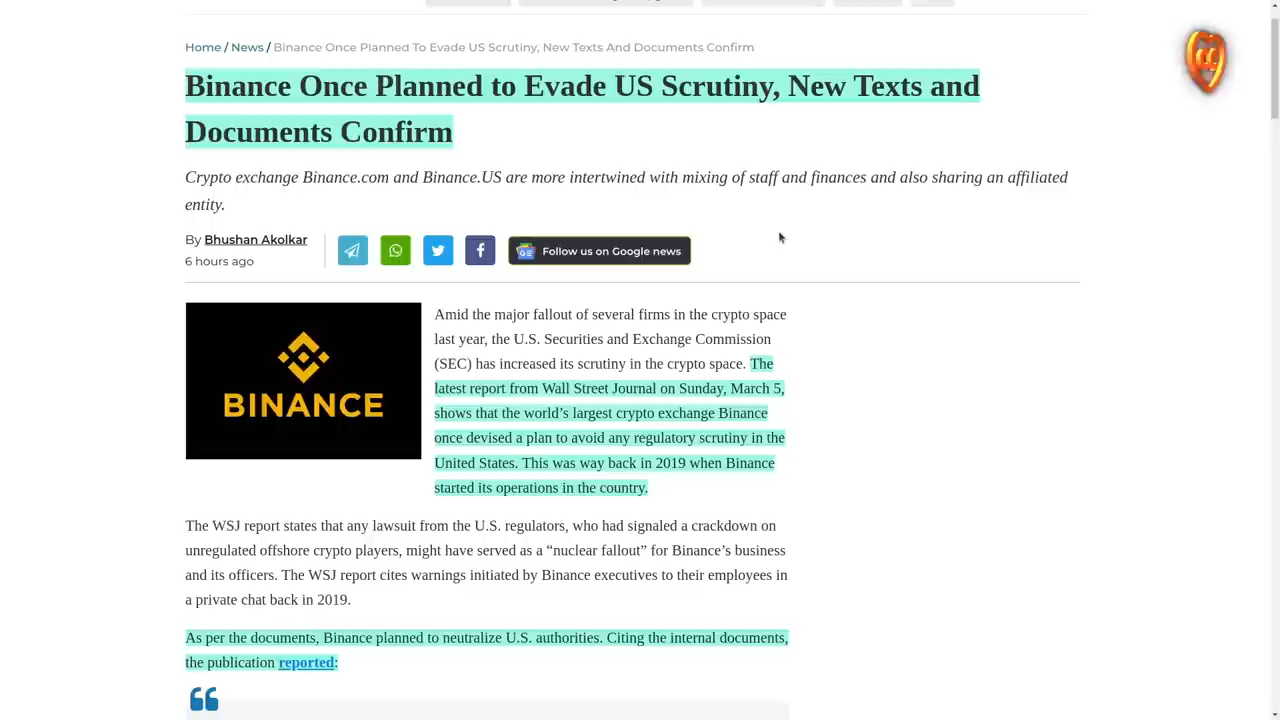 Home / News / Binance Once Planned To Evade US Scrutiny, New Texts And Documents Confirm
Binance Once Planned to Evade US Scrutiny, New Texts and
Documents Confirm
Crypto exchange Binance.com and Binance.US are more intertwined with mixing of staff and finances and also sharing an affiliated
entity.
By Bhushan Akolkar
6 hours ago
Follow us on Google news
BINANCE
Amid the major fallout of several firms in the crypto space
last year, the U.S. Securities and Exchange Commission
(SEC) has increased its scrutiny in the crypto space. The
latest report from Wall Street Journal on Sunday, March 5,
shows that the world’s largest crypto exchange Binance
once devised a plan to avoid any regulatory scrutiny in the
United States. This was way back in 2019 when Binance
started its operations in the country.
The WSJ report states that any lawsuit from the U.S. regulators, who had signaled a crackdown on
unregulated offshore crypto players, might have served as a “nuclear fallout” for Binance’s business
and its officers. The WSJ report cites warnings initiated by Binance executives to their employees in
a private chat back in 2019.
As per the documents, Binance planned to neutralize U.S. authorities. Citing the internal documents,
the publication reported: